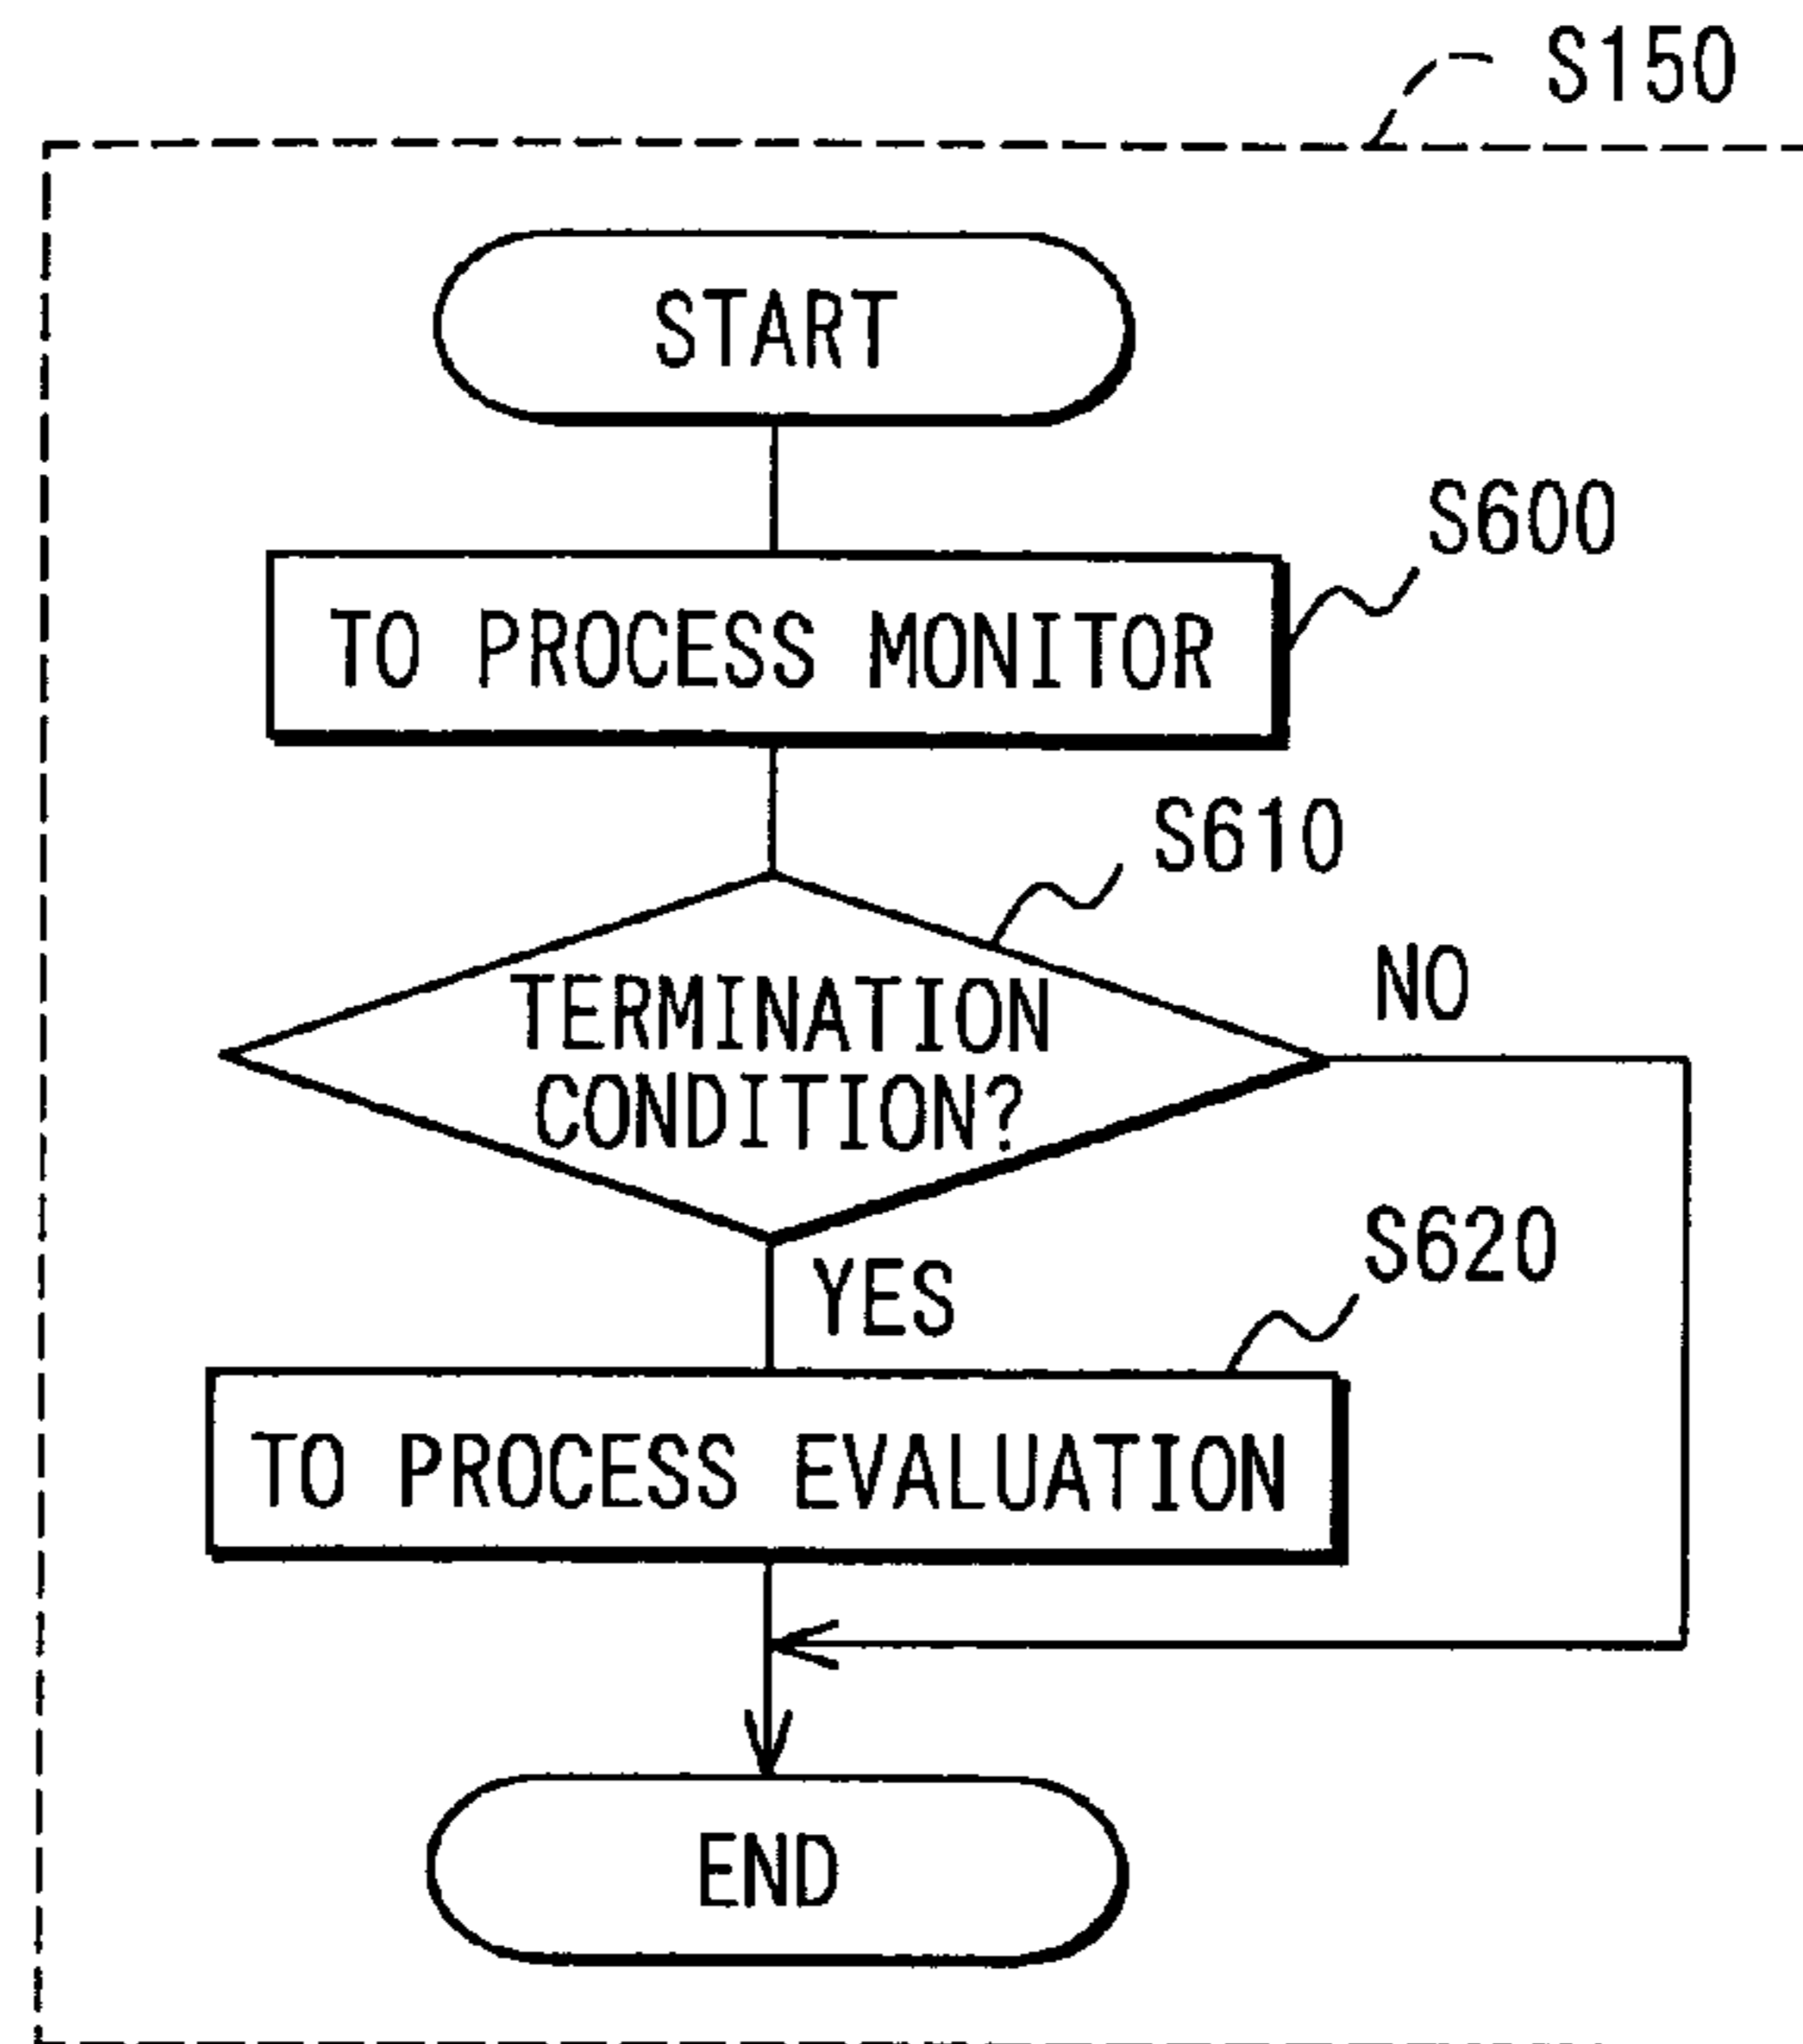 S150
START
S600
TO PROCESS MONITOR
S610
TERMINATION
CONDITION?
NO
YES
S620
TO PROCESS EVALUATION
END